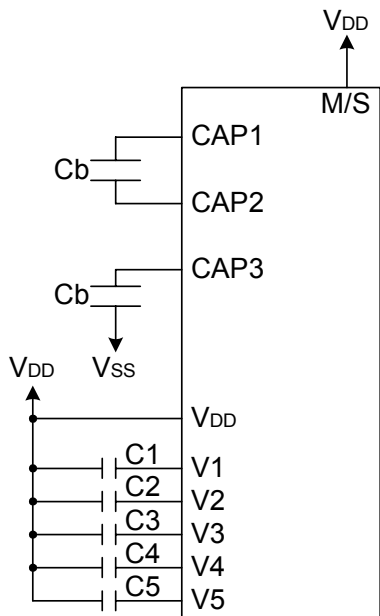 VDD
M/S
CAP1
Cb
CAP2
CAP3
Cb
VDD
VSS
VDD
C1 V1
C2 V2
C3 V3
C4 V4
C5 V5